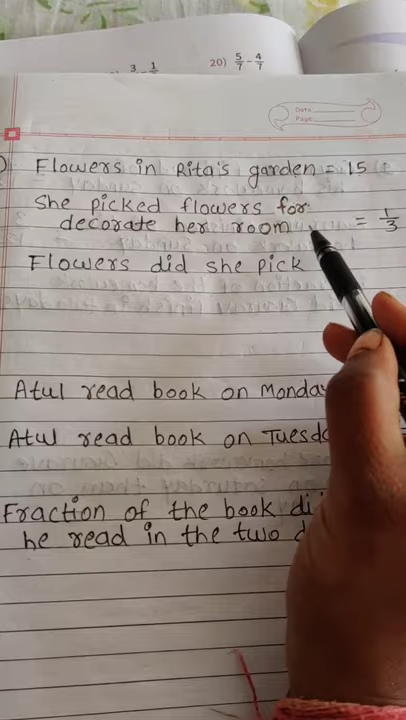 20) 5/7 - 4/7
3 - 1
Date
Page
Flowers in Rita's garden = 15
She picked flowers for
decorate her room = 1/3
Flowers did she pick
Atul read book on Monday
Atul read book on Tuesd
Fraction of the book di
he read in the two d